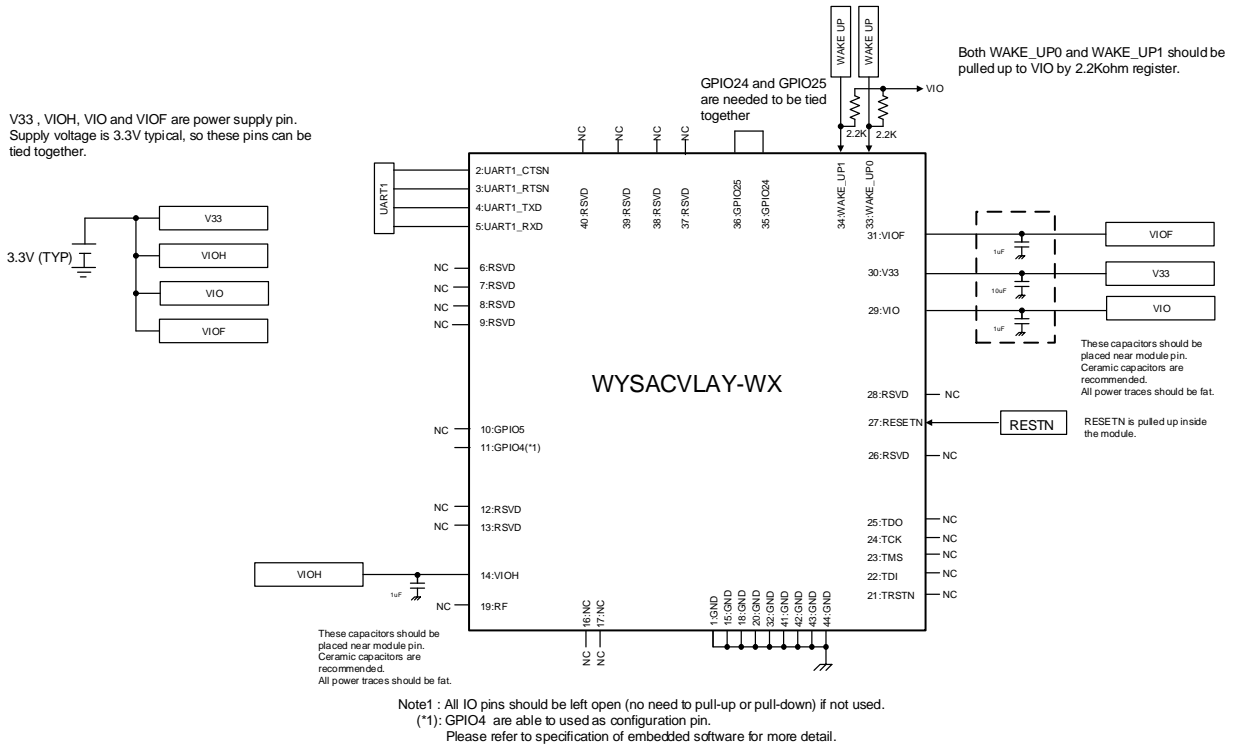 WAKE UP
WAKE UP
Both WAKE_UP0 and WAKE_UP1 should be
pulled up to VIO by 2.2Kohm register.
GPIO24 and GPIO25
are needed to be tied
together
VIO
2.2K
2.2K
V33 , VIOH, VIO and VIOF are power supply pin.
Supply voltage is 3.3V typical, so these pins can be
tied together.
3.3V (TYP)
V33
VIOH
VIO
VIOF
NC
NC
NC
NC
UART1
2:UART1_CTSN
3:UART1_RTSN
4:UART1_TXD
5:UART1_RXD
40:RSVD
39:RSVD
38:RSVD
37:RSVD
36:GPIO25
35:GPIO24
34:WAKE_UP1
33:WAKE_UP0
NC
6:RSVD
NC
7:RSVD
NC
8:RSVD
NC
9:RSVD
31:VIOF
1uF
VIOF
30:V33
10uF
V33
29:VIO
1uF
VIO
These capacitors should be
placed near module pin.
Ceramic capacitors are
recommended.
All power traces should be fat.
WYSACVLAY-WX
28:RSVD
NC
27:RESETN
RESTN
RESETN is pulled up inside
the module.
26:RSVD
NC
NC
10:GPIO5
11:GPIO4(*1)
NC
12:RSVD
NC
13:RSVD
25:TDO
NC
24:TCK
NC
23:TMS
NC
22:TDI
NC
21:TRSTN
NC
VIOH
1uF
14:VIOH
NC
19:RF
These capacitors should be
placed near module pin.
Ceramic capacitors are
recommended.
All power traces should be fat.
16:NC
17:NC
NC
NC
1:GND
15:GND
18:GND
20:GND
32:GND
41:GND
42:GND
43:GND
44:GND
Note1 : All IO pins should be left open (no need to pull-up or pull-down) if not used.
(*1): GPIO4 are able to used as configuration pin.
Please refer to specification of embedded software for more detail.